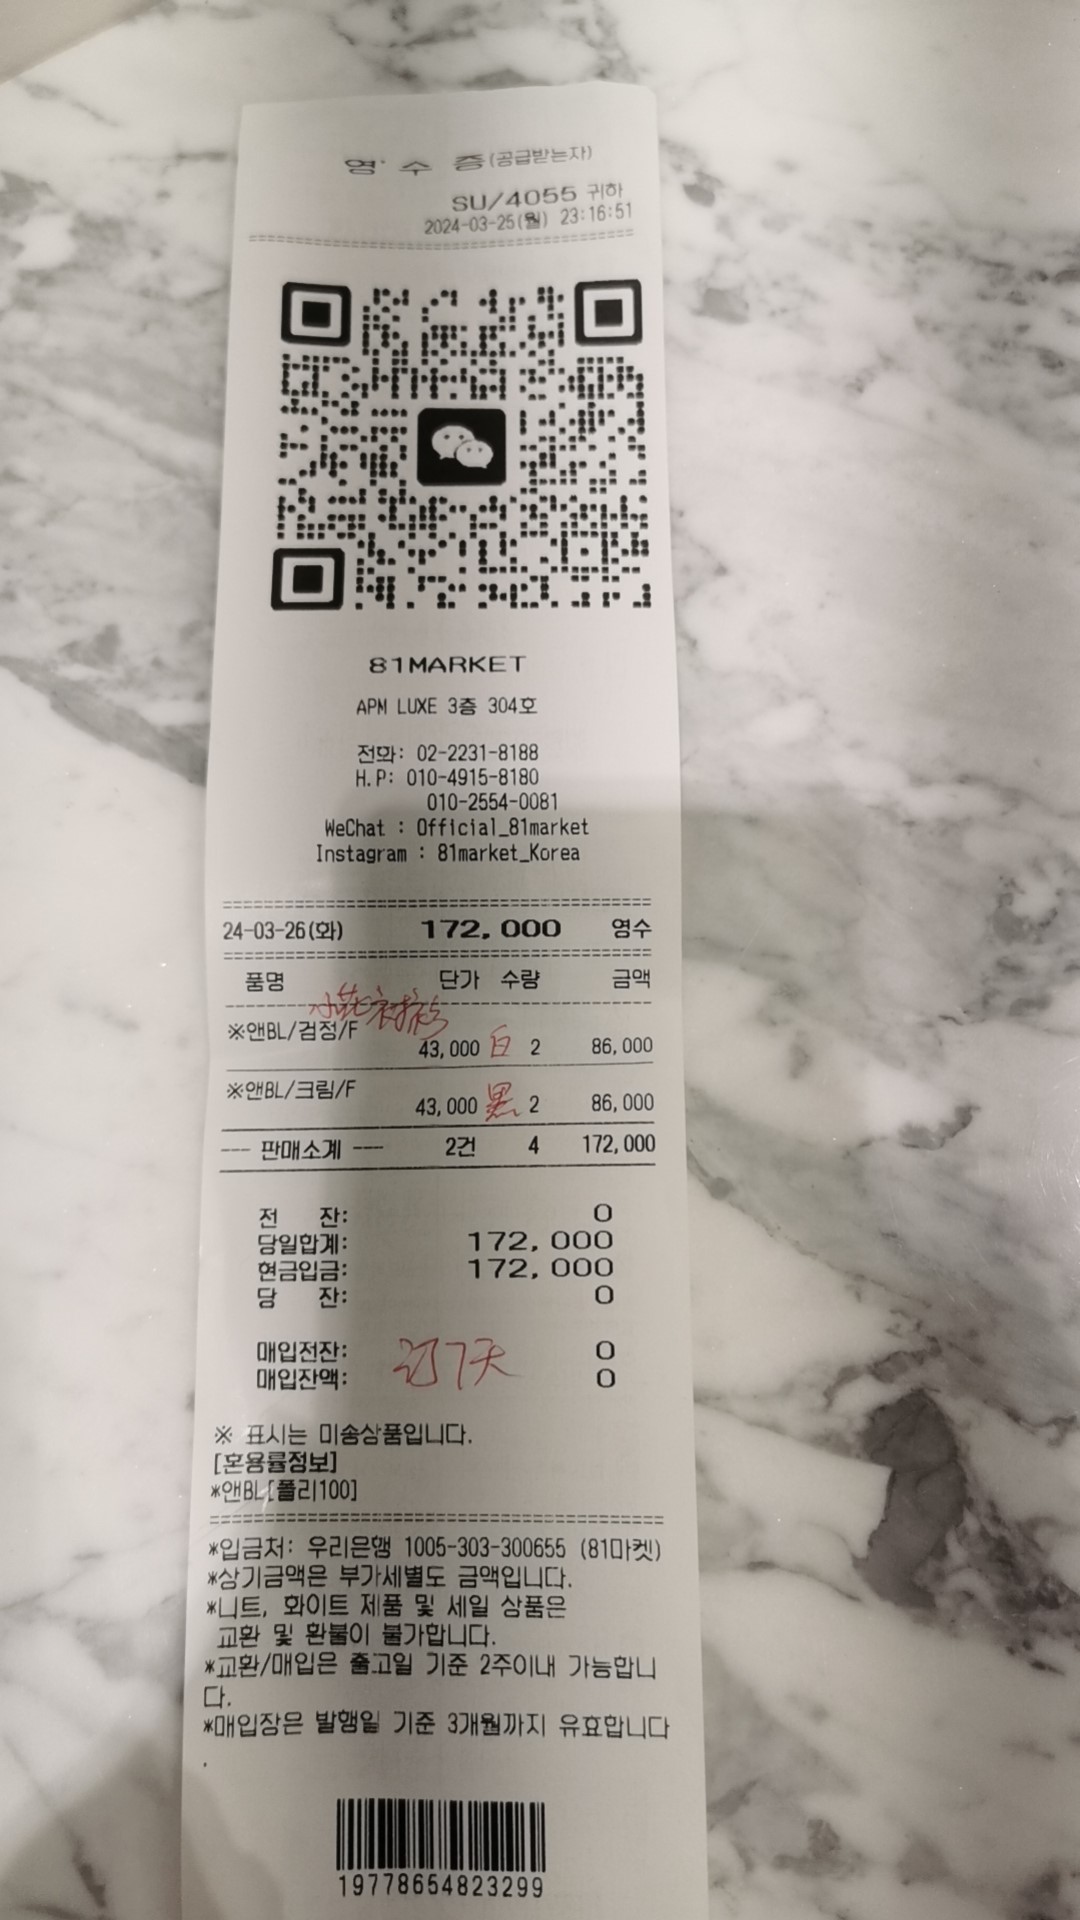 영 수 증(공급받는자)
SU/4055 귀하
2024-03-25(월) 23:16:51
81MARKET
APM LUXE 3층 304호
전화: 02-2231-8188
H.P: 010-4915-8180
010-2554-0081
WeChat : Official_81market
Instagram : 81market_Korea
24-03-26(화) 172,000 영수
품명 단가 수량 금액
小花衬衫
※앤BL/검정/F
43,000 白 2 86,000
※앤BL/크림/F
43,000 黑 2 86,000
--- 판매소계 --- 2건 4 172,000
전 잔: 0
당일합계: 172,000
현금입금: 172,000
당 잔: 0
매입전잔: 0
매입잔액: 订7天 0
※ 표시는 미송상품입니다.
[혼용률정보]
*앤BL[폴리100]
*입금처: 우리은행 1005-303-300655 (81마켓)
*상기금액은 부가세별도 금액입니다.
*니트, 화이트 제품 및 세일 상품은
교환 및 환불이 불가합니다.
*교환/매입은 출고일 기준 2주이내 가능합니
다.
*매입장은 발행일 기준 3개월까지 유효합니다
.
19778654823299